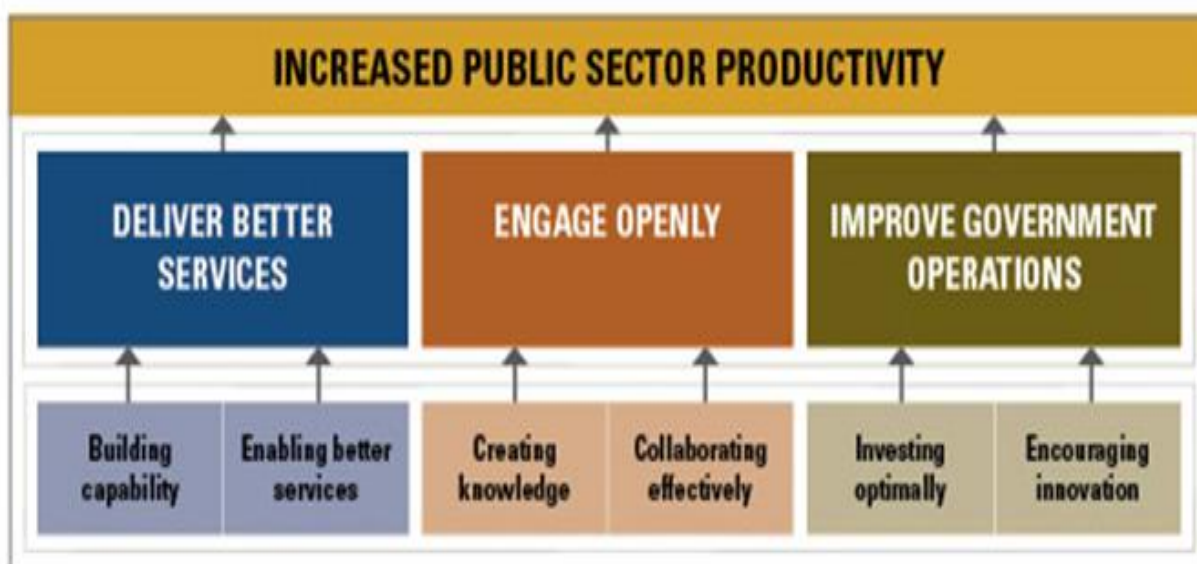 INCREASED PUBLIC SECTOR PRODUCTIVITY
DELIVER BETTER
SERVICES
ENGAGE OPENLY
IMPROVE GOVERNMENT
OPERATIONS
Building
capability
Enabling better
services
Creating
knowledge
Collaborating
effectively
Investing
optimally
Encouraging
innovation